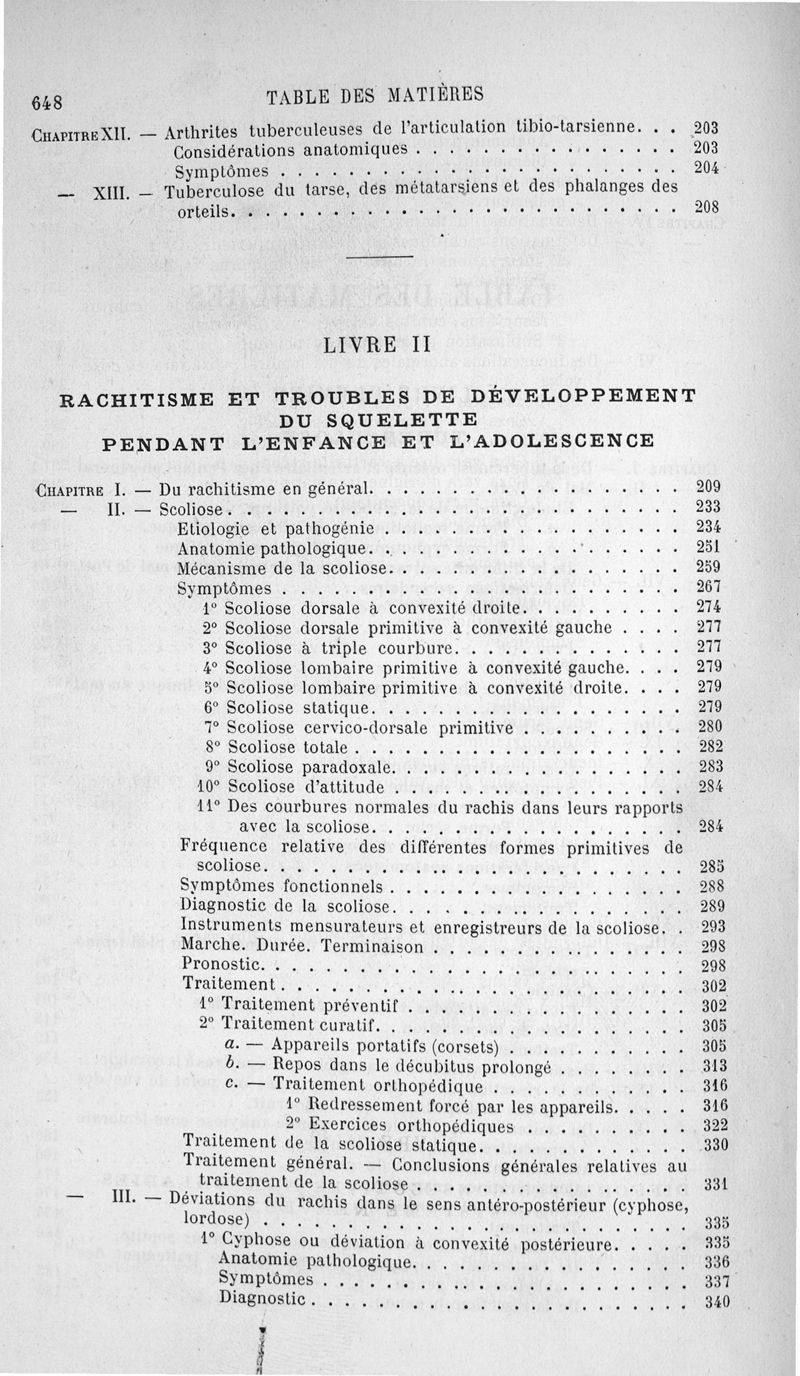 648 TABLE DES MATIÈRES
CHAPITRE XII. — Arthrites tuberculeuses de l'articulation tibio-tarsienne. . . 203
Considérations anatomiques . . . . . . . . . . . . . . . . 203
Symptômes . . . . . . . . . . . . . . . . . . . . . . . . 204
— XIII. — Tuberculose du tarse, des métatarsiens et des phalanges des
orteils. . . . . . . . . . . . . . . . . . . . . . . . . . 208
LIVRE II
RACHITISME ET TROUBLES DE DÉVELOPPEMENT
DU SQUELETTE
PENDANT L'ENFANCE ET L'ADOLESCENCE
CHAPITRE I. — Du rachitisme en général. . . . . . . . . . . . . . . . . . . 209
— II. — Scoliose. . . . . . . . . . . . . . . . . . . . . . . . . . . 233
Etiologie et pathogénie . . . . . . . . . . . . . . . . . . 234
Anatomie pathologique. . . . . . . . . . . . . . . . . . . 251
Mécanisme de la scoliose. . . . . . . . . . . . . . . . . . 259
Symptômes . . . . . . . . . . . . . . . . . . . . . . . . 267
1° Scoliose dorsale à convexité droite. . . . . . . . . . 274
2° Scoliose dorsale primitive à convexité gauche . . . . 277
3° Scoliose à triple courbure. . . . . . . . . . . . . . 277
4° Scoliose lombaire primitive à convexité gauche. . . . 279
5° Scoliose lombaire primitive à convexité droite. . . . 279
6° Scoliose statique. . . . . . . . . . . . . . . . . . . 279
7° Scoliose cervico-dorsale primitive . . . . . . . . . . 280
8° Scoliose totale . . . . . . . . . . . . . . . . . . . . 282
9° Scoliose paradoxale. . . . . . . . . . . . . . . . . . 283
10° Scoliose d'attitude . . . . . . . . . . . . . . . . . . 284
11° Des courbures normales du rachis dans leurs rapports
avec la scoliose. . . . . . . . . . . . . . . . . . . 284
Fréquence relative des différentes formes primitives de
scoliose. . . . . . . . . . . . . . . . . . . . . . . . . 285
Symptômes fonctionnels . . . . . . . . . . . . . . . . . . 288
Diagnostic de la scoliose. . . . . . . . . . . . . . . . . . 289
Instruments mensurateurs et enregistreurs de la scoliose. . 293
Marche. Durée. Terminaison . . . . . . . . . . . . . . . . 298
Pronostic. . . . . . . . . . . . . . . . . . . . . . . . . . 298
Traitement . . . . . . . . . . . . . . . . . . . . . . . . . 302
1° Traitement préventif . . . . . . . . . . . . . . . . . 302
2° Traitement curatif. . . . . . . . . . . . . . . . . . . 305
a. — Appareils portatifs (corsets) . . . . . . . . . . . 305
b. — Repos dans le décubitus prolongé . . . . . . . . 313
c. — Traitement orthopédique . . . . . . . . . . . . 316
1° Redressement forcé par les appareils. . . . . 316
2° Exercices orthopédiques . . . . . . . . . . 322
Traitement de la scoliose statique. . . . . . . . . . . . . 330
Traitement général. — Conclusions générales relatives au
traitement de la scoliose . . . . . . . . . . . . . . . . . 331
— III. — Déviations du rachis dans le sens antéro-postérieur (cyphose,
lordose) . . . . . . . . . . . . . . . . . . . . . . . . . 335
1° Cyphose ou déviation à convexité postérieure. . . . . 335
Anatomie pathologique. . . . . . . . . . . . . . . . . 336
Symptômes . . . . . . . . . . . . . . . . . . . . . . 337
Diagnostic . . . . . . . . . . . . . . . . . . . . . . . 340